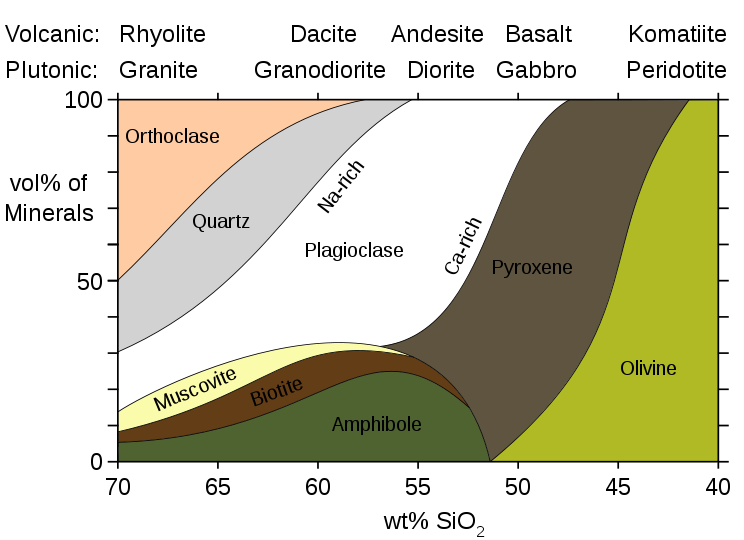 Volcanic: Rhyolite Dacite Andesite Basalt Komatiite
Plutonic: Granite Granodiorite Diorite Gabbro Peridotite
100
Orthoclase
vol% of
Minerals
Na-rich
Quartz
Plagioclase
Ca-rich
Pyroxene
50
Muscovite
Biotite
Olivine
Amphibole
0
70 65 60 55 50 45 40
wt% SiO₂